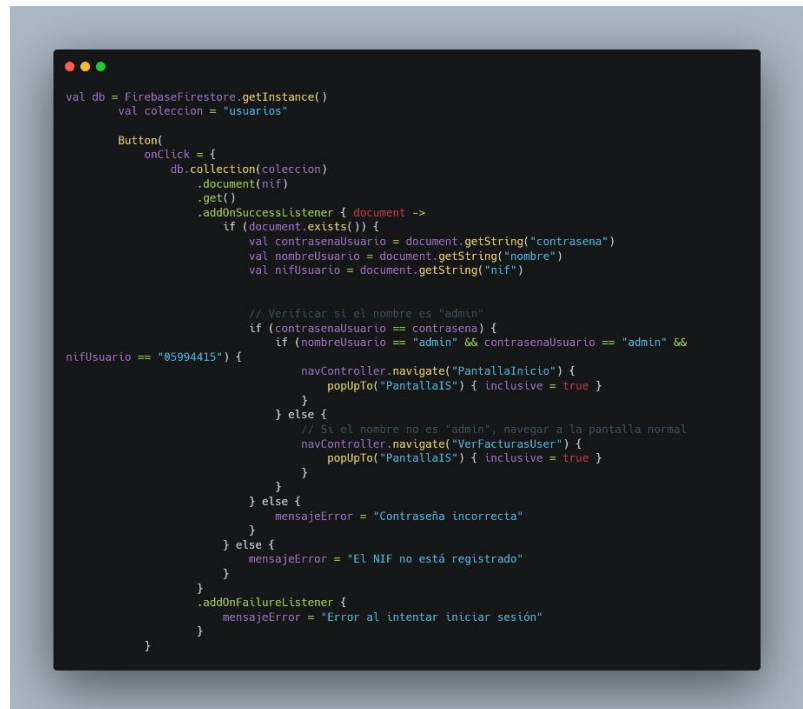 val db = FirebaseFirestore.getInstance()
        val coleccion = "usuarios"

        Button(
            onClick = {
                db.collection(coleccion)
                    .document(nif)
                    .get()
                    .addOnSuccessListener { document ->
                        if (document.exists()) {
                            val contrasenaUsuario = document.getString("contrasena")
                            val nombreUsuario = document.getString("nombre")
                            val nifUsuario = document.getString("nif")


                            // Verificar si el nombre es "admin"
                            if (contrasenaUsuario == contrasena) {
                                if (nombreUsuario == "admin" && contrasenaUsuario == "admin" &&
nifUsuario == "05994415") {
                                    navController.navigate("PantallaInicio") {
                                        popUpTo("PantallaIS") { inclusive = true }
                                    }
                                } else {
                                    // Si el nombre no es "admin", navegar a la pantalla normal
                                    navController.navigate("VerFacturasUser") {
                                        popUpTo("PantallaIS") { inclusive = true }
                                    }
                                }
                            } else {
                                mensajeError = "Contraseña incorrecta"
                            }
                        } else {
                            mensajeError = "El NIF no está registrado"
                        }
                    }
                    .addOnFailureListener {
                        mensajeError = "Error al intentar iniciar sesión"
                    }
            }